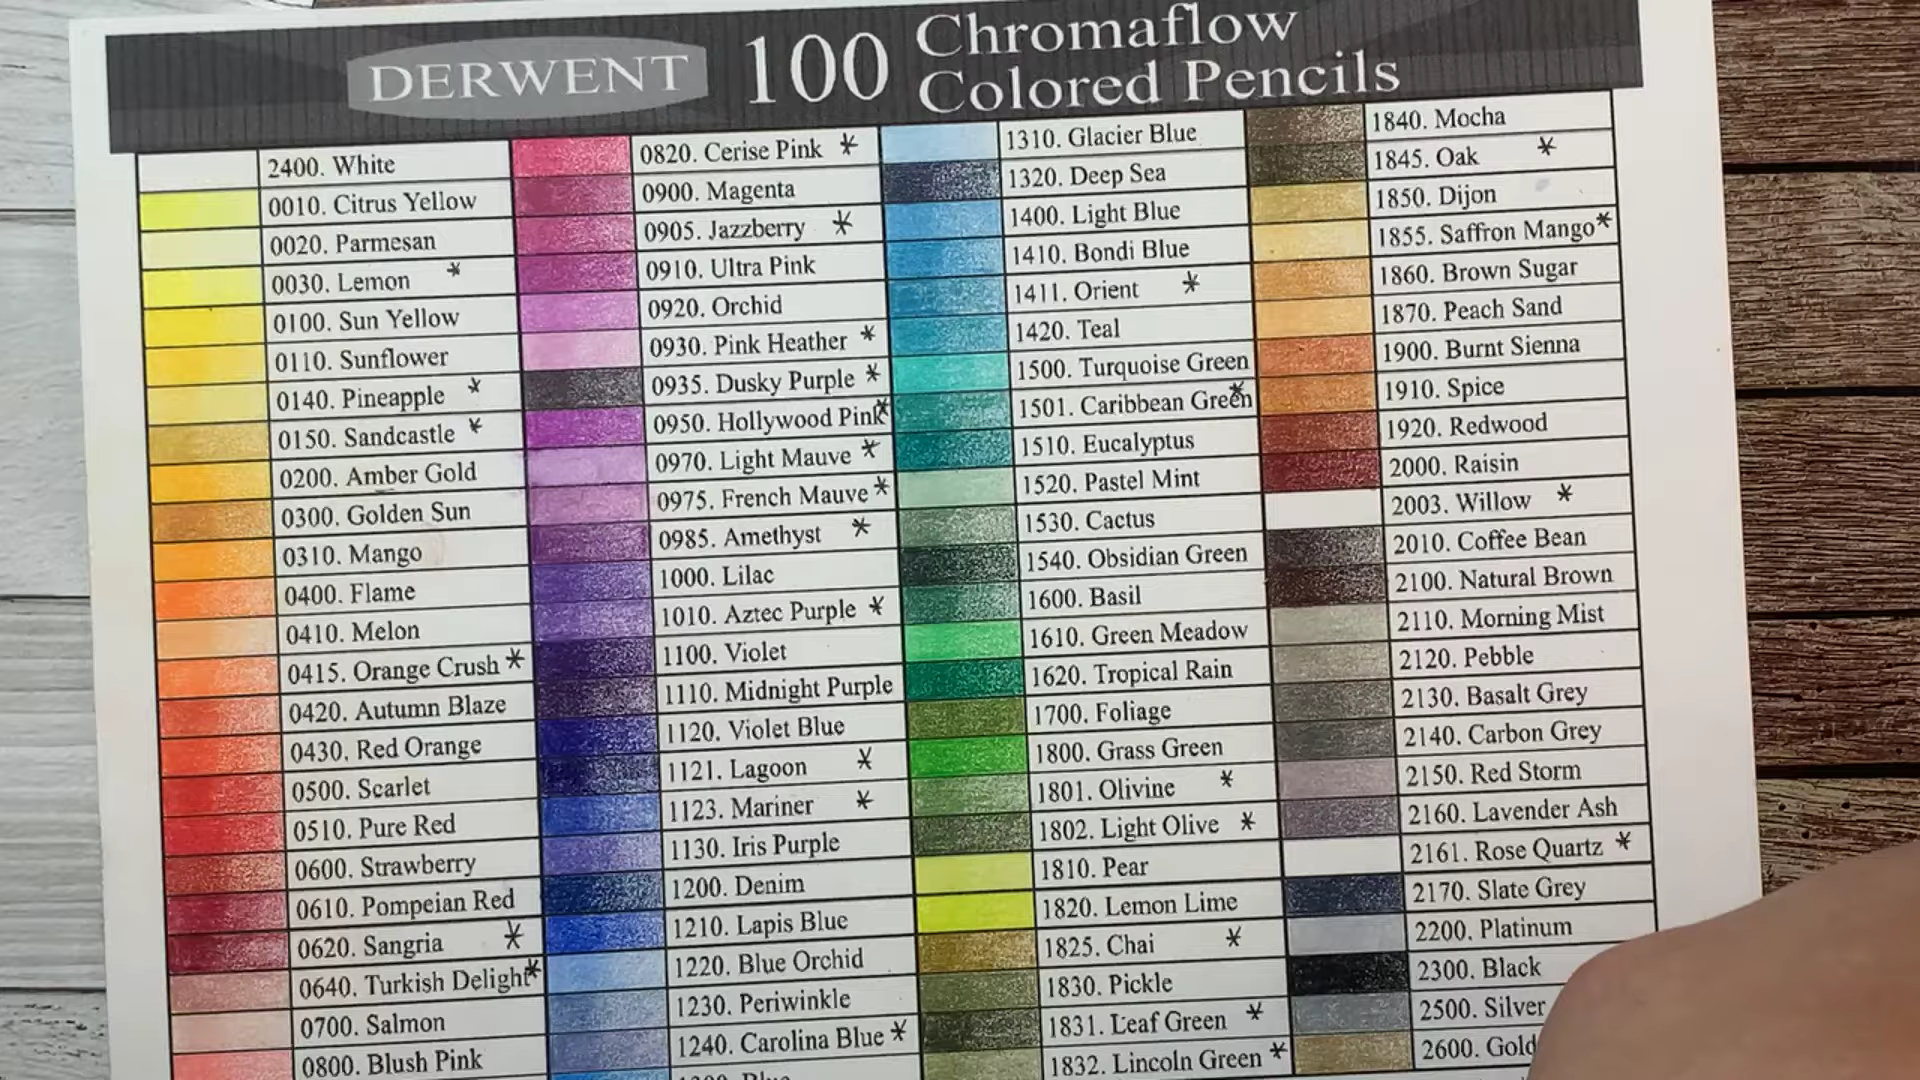 DERWENT 100 Chromaflow
Colored Pencils
2400. White
0010. Citrus Yellow
0020. Parmesan
0030. Lemon *
0100. Sun Yellow
0110. Sunflower
0140. Pineapple *
0150. Sandcastle *
0200. Amber Gold
0300. Golden Sun
0310. Mango
0400. Flame
0410. Melon
0415. Orange Crush *
0420. Autumn Blaze
0430. Red Orange
0500. Scarlet
0510. Pure Red
0600. Strawberry
0610. Pompeian Red
0620. Sangria *
0640. Turkish Delight *
0700. Salmon
0800. Blush Pink
0820. Cerise Pink *
0900. Magenta
0905. Jazzberry *
0910. Ultra Pink
0920. Orchid
0930. Pink Heather *
0935. Dusky Purple *
0950. Hollywood Pink *
0970. Light Mauve *
0975. French Mauve *
0985. Amethyst *
1000. Lilac
1010. Aztec Purple *
1100. Violet
1110. Midnight Purple
1120. Violet Blue
1121. Lagoon *
1123. Mariner *
1130. Iris Purple
1200. Denim
1210. Lapis Blue
1220. Blue Orchid
1230. Periwinkle
1240. Carolina Blue *
1310. Glacier Blue
1320. Deep Sea
1400. Light Blue
1410. Bondi Blue
1411. Orient *
1420. Teal
1500. Turquoise Green
1501. Caribbean Green *
1510. Eucalyptus
1520. Pastel Mint
1530. Cactus
1540. Obsidian Green
1600. Basil
1610. Green Meadow
1620. Tropical Rain
1700. Foliage
1800. Grass Green
1801. Olivine *
1802. Light Olive *
1810. Pear
1820. Lemon Lime
1825. Chai *
1830. Pickle
1831. Leaf Green *
1832. Lincoln Green *
1840. Mocha
1845. Oak *
1850. Dijon
1855. Saffron Mango *
1860. Brown Sugar
1870. Peach Sand
1900. Burnt Sienna
1910. Spice
1920. Redwood
2000. Raisin
2003. Willow *
2010. Coffee Bean
2100. Natural Brown
2110. Morning Mist
2120. Pebble
2130. Basalt Grey
2140. Carbon Grey
2150. Red Storm
2160. Lavender Ash
2161. Rose Quartz *
2170. Slate Grey
2200. Platinum
2300. Black
2500. Silver
2600. Gold